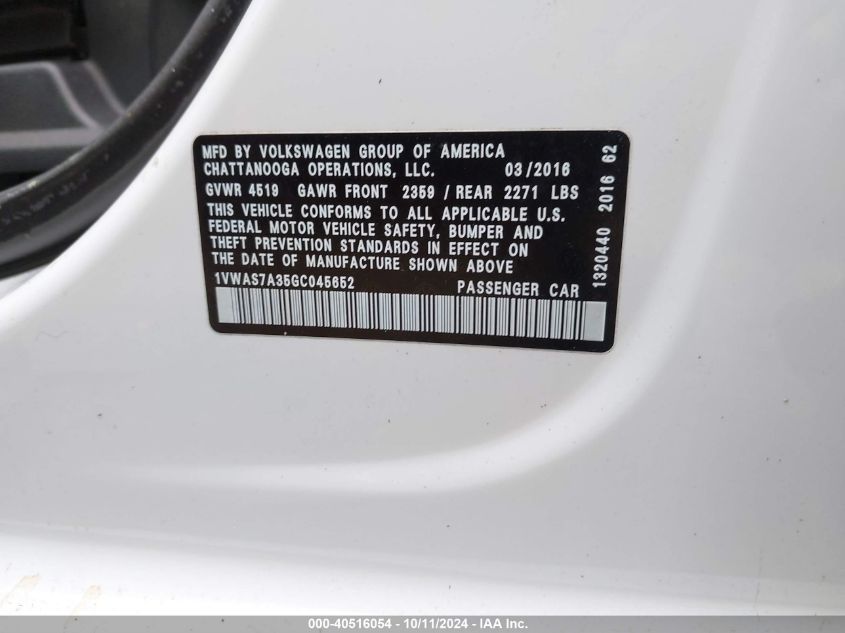 MFD BY VOLKSWAGEN GROUP OF AMERICA
CHATTANOOGA OPERATIONS, LLC. 03/2016
GVWR 4519 GAWR FRONT 2359 / REAR 2271 LBS
THIS VEHICLE CONFORMS TO ALL APPLICABLE U.S.
FEDERAL MOTOR VEHICLE SAFETY, BUMPER AND
THEFT PREVENTION STANDARDS IN EFFECT ON
THE DATE OF MANUFACTURE SHOWN ABOVE
1VWAS7A35GC045652 PASSENGER CAR
1320440 2016 62
000-40516054 - 10/11/2024 - IAA Inc.